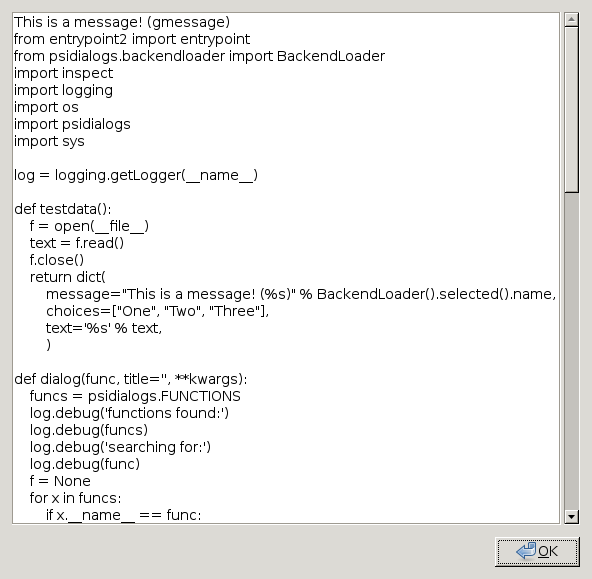 This is a message! (gmessage)
from entrypoint2 import entrypoint
from psidialogs.backendloader import BackendLoader
import inspect
import logging
import os
import psidialogs
import sys

log = logging.getLogger(__name__)

def testdata():
    f = open(__file__)
    text = f.read()
    f.close()
    return dict(
        message="This is a message! (%s)" % BackendLoader().selected().name,
        choices=["One", "Two", "Three"],
        text='%s' % text,
        )

def dialog(func, title='', **kwargs):
    funcs = psidialogs.FUNCTIONS
    log.debug('functions found:')
    log.debug(funcs)
    log.debug('searching for:')
    log.debug(func)
    f = None
    for x in funcs:
        if x.__name__ == func:
OK